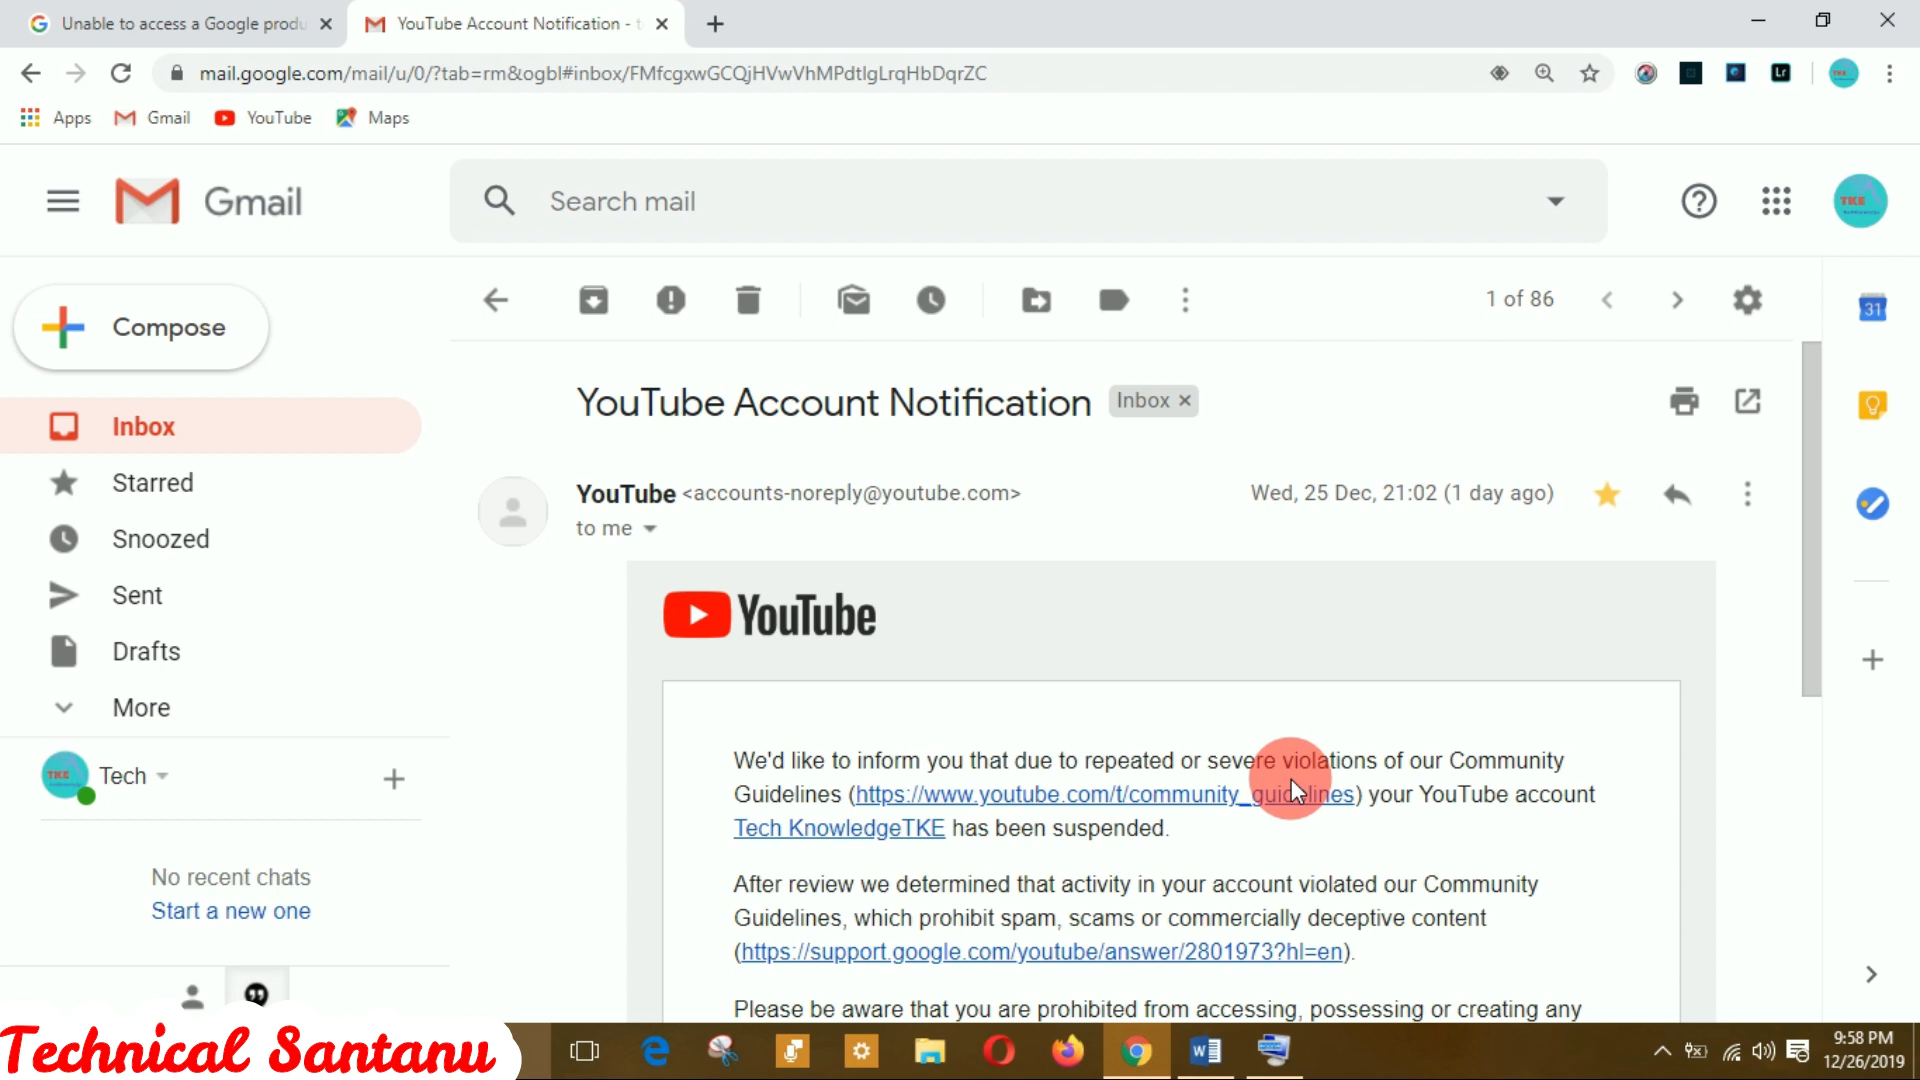 Unable to access a Google produ
YouTube Account Notification - t
mail.google.com/mail/u/0/?tab=rm&ogbl#inbox/FMfcgxwGCQjHVwVhMPdtIgLrqHbDqrZC
Lr
Apps
Gmail
YouTube
Maps
Gmail
Search mail
TKE
Compose
1 of 86
31
YouTube Account Notification
Inbox ×
Inbox
Starred
Snoozed
Sent
Drafts
More
YouTube <accounts-noreply@youtube.com>
Wed, 25 Dec, 21:02 (1 day ago)
to me
YouTube
We'd like to inform you that due to repeated or severe violations of our Community
Guidelines (https://www.youtube.com/t/community_guidelines) your YouTube account
Tech KnowledgeTKE has been suspended.
After review we determined that activity in your account violated our Community
Guidelines, which prohibit spam, scams or commercially deceptive content
(https://support.google.com/youtube/answer/2801973?hl=en).
Please be aware that you are prohibited from accessing, possessing or creating any
TKE
Tech
No recent chats
Start a new one
Technical Santanu
9:58 PM
12/26/2019